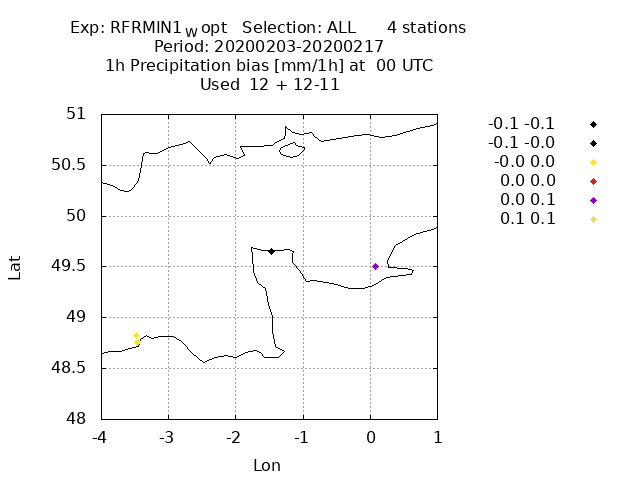 Exp: RFRMIN1 W opt   Selection: ALL      4 stations
Period: 20200203-20200217
1h Precipitation bias [mm/1h] at  00 UTC
Used  12 + 12-11
-0.1 -0.1
-0.1 -0.0
-0.0 0.0
0.0 0.0
0.0 0.1
0.1 0.1
51
50.5
50
49.5
49
48.5
48
Lat
-4 -3 -2 -1 0 1
Lon